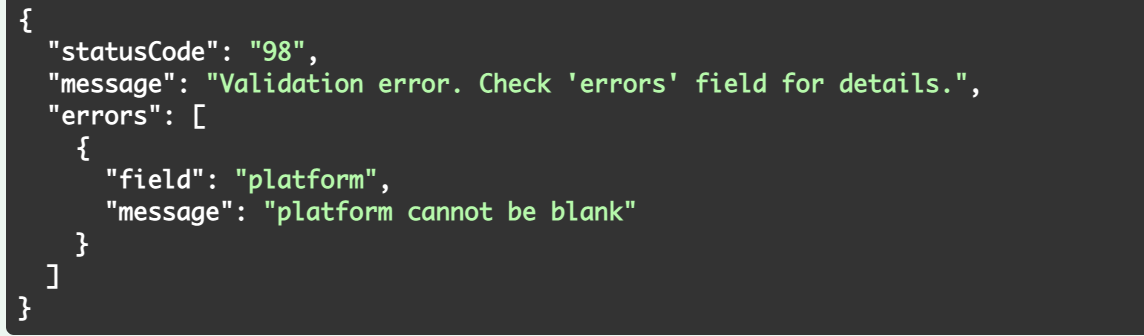 {
  "statusCode": "98",
  "message": "Validation error. Check 'errors' field for details.",
  "errors": [
    {
      "field": "platform",
      "message": "platform cannot be blank"
    }
  ]
}